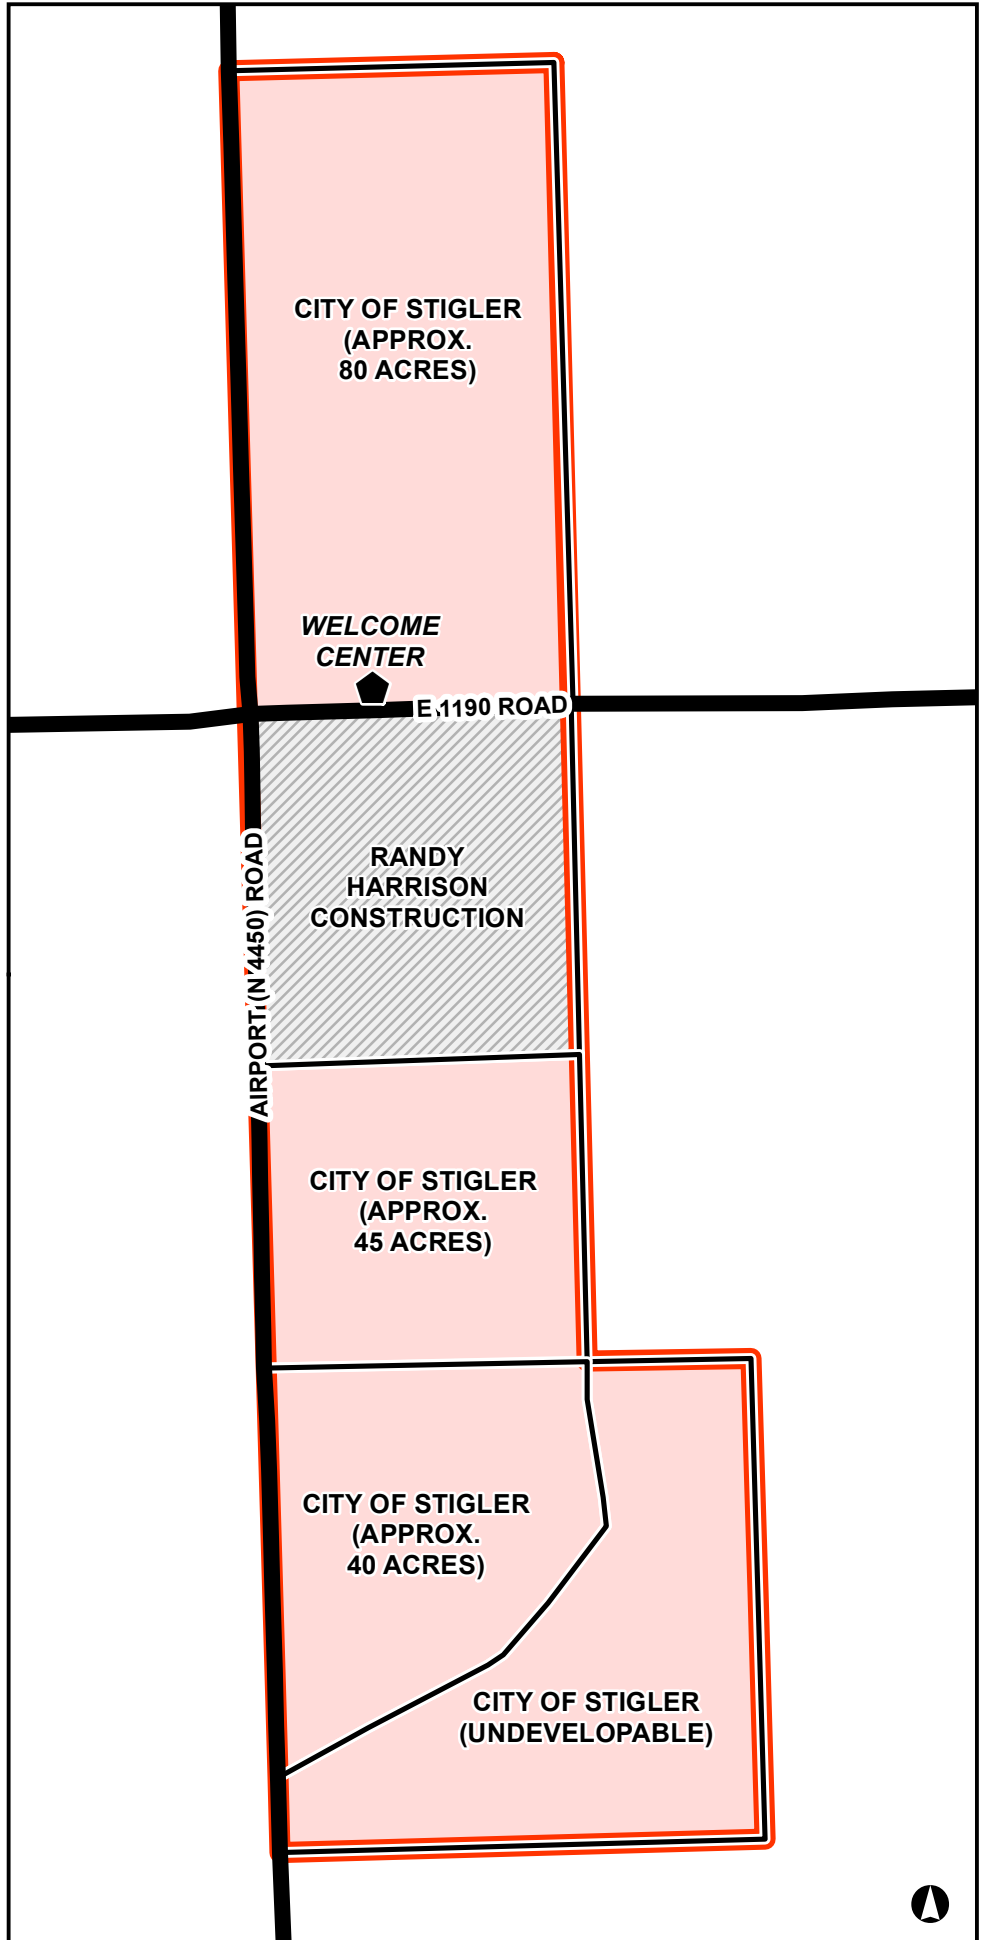 CITY OF STIGLER
(APPROX.
80 ACRES)
WELCOME
CENTER
E 1190 ROAD
RANDY
HARRISON
CONSTRUCTION
AIRPORT (N 4450) ROAD
CITY OF STIGLER
(APPROX.
45 ACRES)
CITY OF STIGLER
(APPROX.
40 ACRES)
CITY OF STIGLER
(UNDEVELOPABLE)